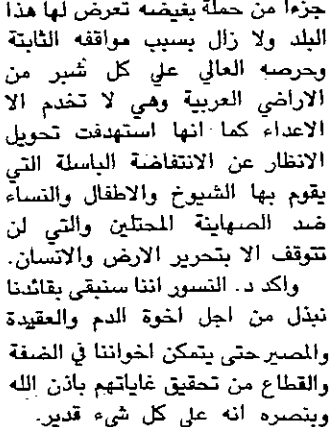 جزءا من حملة بغيضه تعرض لها هذا
البلد ولا زال بسبب مواقفه الثابتة
وحرصه العالي علي كل شبر من
الاراضي العربية وهي لا تخدم الا
الاعداء كما انها استهدفت تحويل
الانظار عن الانتفاضة الباسلة التي
يقوم بها الشيوخ والاطفال والنساء
ضد الصهاينة المحتلين والتي لن
تتوقف الا بتحرير الارض والانسان.
واكد د. النسور اننا سنبقى بقائدنا
نبذل من اجل اخوة الدم والعقيدة
والمصير حتى يتمكن اخواننا في الضفة
والقطاع من تحقيق غاياتهم باذن الله
وبنصره انه على كل شيء قدير.